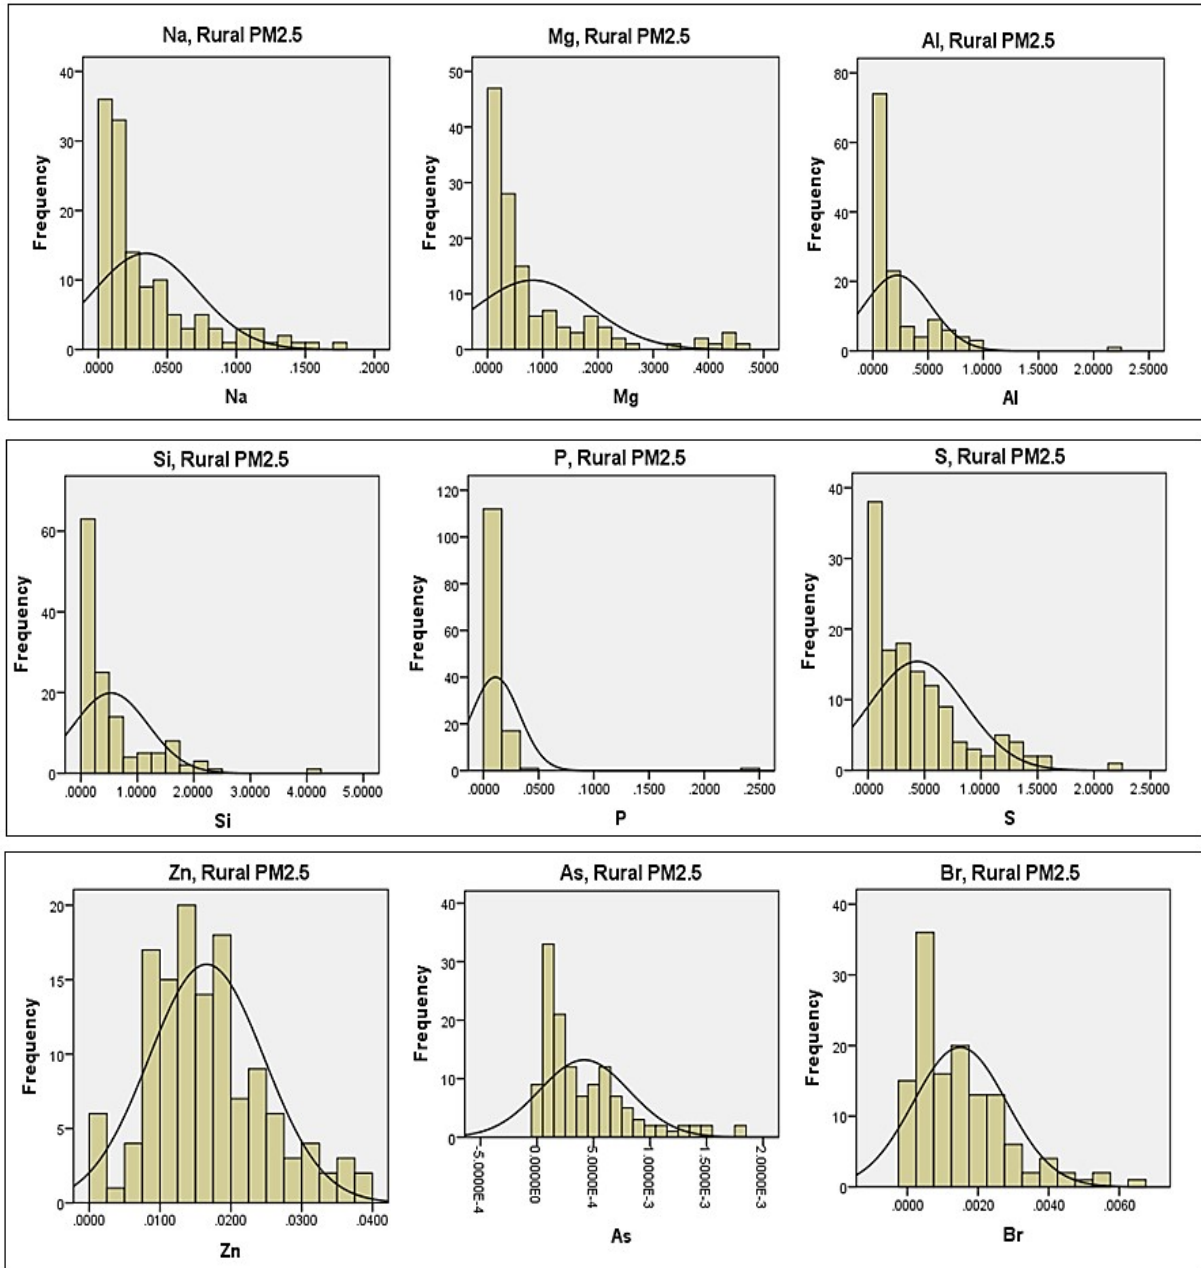 Na, Rural PM2.5
Mg, Rural PM2.5
Al, Rural PM2.5
Frequency
40
30
20
10
0
.0000 .0500 .1000 .1500 .2000
Na
Frequency
50
40
30
20
10
0
.0000 .1000 .2000 .3000 .4000 .5000
Mg
Frequency
80
60
40
20
0
.0000 .5000 1.0000 1.5000 2.0000 2.5000
Al
Si, Rural PM2.5
P, Rural PM2.5
S, Rural PM2.5
Frequency
60
40
20
0
.0000 1.0000 2.0000 3.0000 4.0000 5.0000
Si
Frequency
120
100
80
60
40
20
0
.0000 .0500 .1000 .1500 .2000 .2500
P
Frequency
40
30
20
10
0
.0000 .5000 1.0000 1.5000 2.0000 2.5000
S
Zn, Rural PM2.5
As, Rural PM2.5
Br, Rural PM2.5
Frequency
20
15
10
5
0
.0000 .0100 .0200 .0300 .0400
Zn
Frequency
40
30
20
10
0
-5.0000E-4
0.0000E0
5.0000E-4
1.0000E-3
1.5000E-3
2.0000E-3
As
Frequency
40
30
20
10
0
.0000 .0020 .0040 .0060
Br